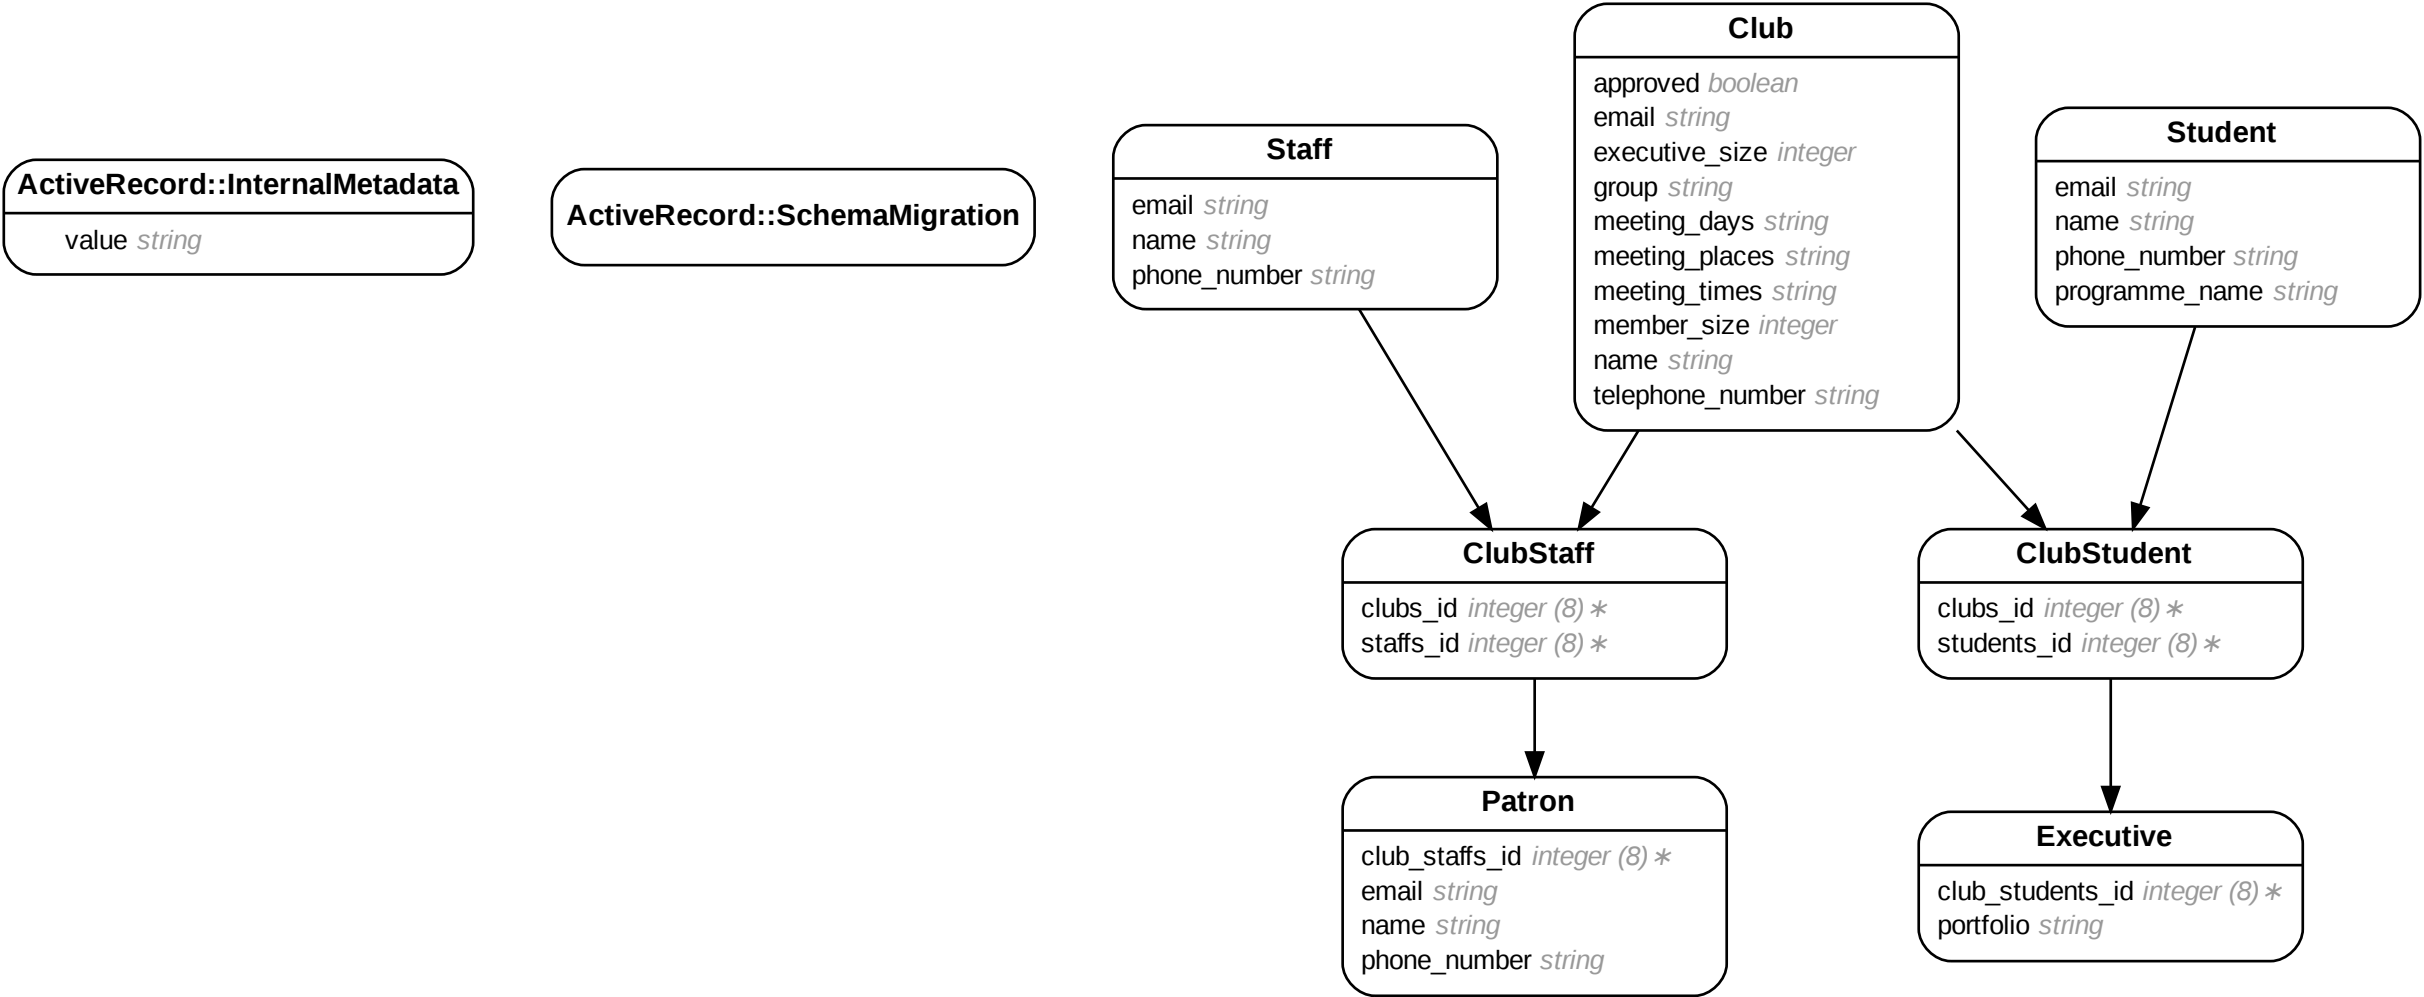 ActiveRecord::InternalMetadata
value string
ActiveRecord::SchemaMigration
Staff
email string
name string
phone_number string
Club
approved boolean
email string
executive_size integer
group string
meeting_days string
meeting_places string
meeting_times string
member_size integer
name string
telephone_number string
Student
email string
name string
phone_number string
programme_name string
ClubStaff
clubs_id integer (8) ∗
staffs_id integer (8) ∗
ClubStudent
clubs_id integer (8) ∗
students_id integer (8) ∗
Patron
club_staffs_id integer (8) ∗
email string
name string
phone_number string
Executive
club_students_id integer (8) ∗
portfolio string